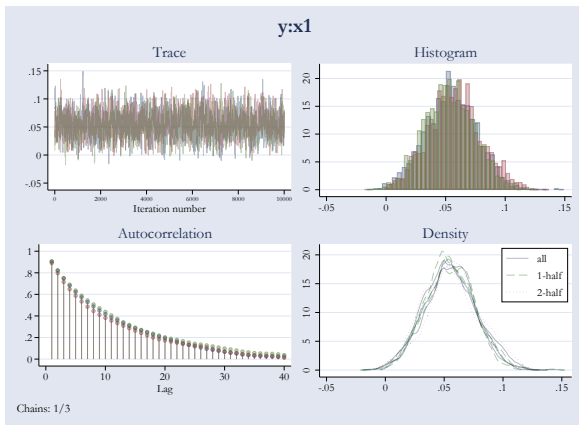 y:x1
Trace
.15
.1
.05
0
-.05
0 2000 4000 6000 8000 10000
Iteration number
Histogram
20
15
10
5
0
-.05 0 .05 .1 .15
Autocorrelation
1
.8
.6
.4
.2
0
0 10 20 30 40
Lag
Density
all
1-half
2-half
20
15
10
5
0
-.05 0 .05 .1 .15
Chains: 1/3